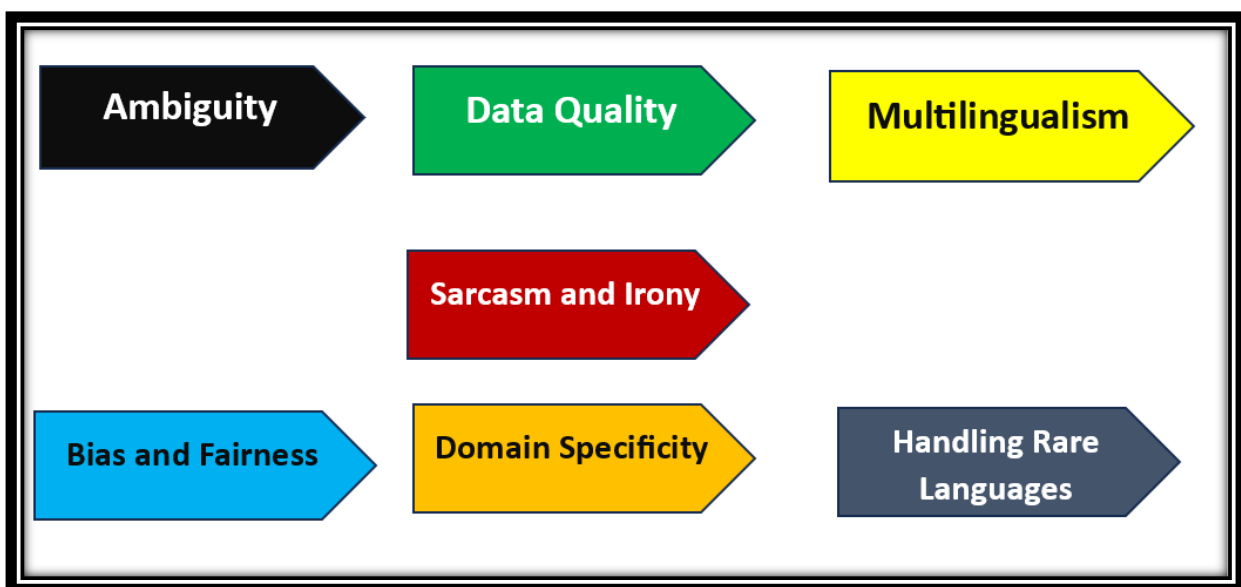 Ambiguity
Data Quality
Multilingualism
Sarcasm and Irony
Bias and Fairness
Domain Specificity
Handling Rare
Languages